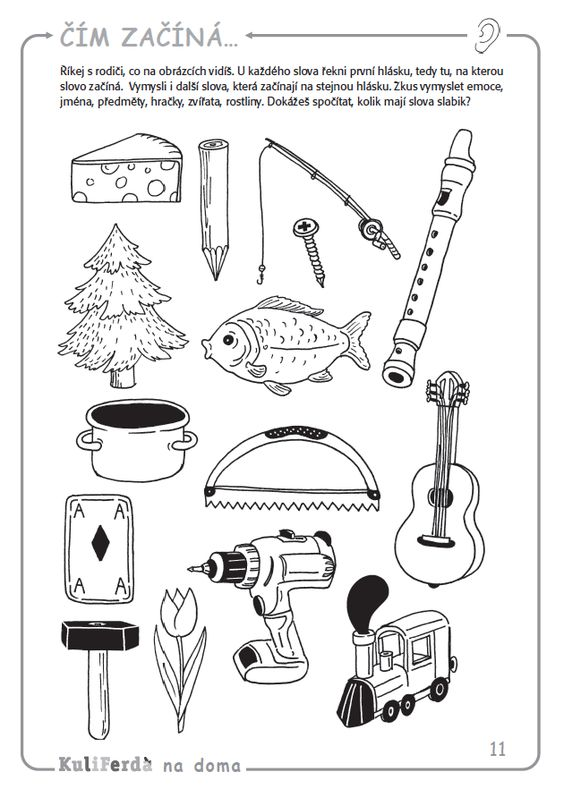 ČÍM ZAČÍNÁ...
Říkej s rodiči, co na obrázcích vidíš. U každého slova řekni první hlásku, tedy tu, na kterou
slovo začíná. Vymysli i další slova, která začínají na stejnou hlásku. Zkus vymyslet emoce,
jména, předměty, hračky, zvířata, rostliny. Dokážeš spočítat, kolik mají slova slabik?
A A
A A
11
KuliFerda na doma